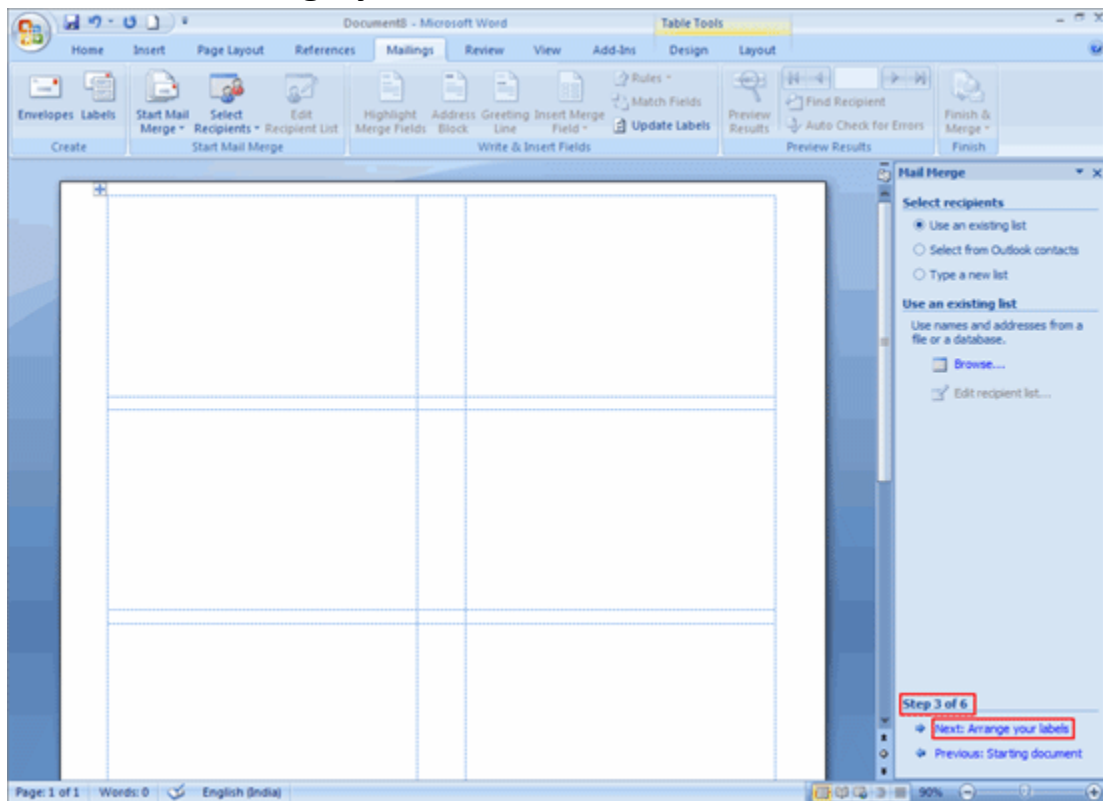 Document8 - Microsoft Word
Table Tools
Home Insert Page Layout References Mailings Review View Add-Ins Design Layout
Envelopes Labels
Start Mail Merge
Select Recipients
Edit Recipient List
Highlight Merge Fields
Address Block
Greeting Line
Insert Merge Field
Rules
Match Fields
Update Labels
Preview Results
Find Recipient
Auto Check for Errors
Finish & Merge
Create
Start Mail Merge
Write & Insert Fields
Preview Results
Finish
Mail Merge
Select recipients
Use an existing list
Select from Outlook contacts
Type a new list
Use an existing list
Use names and addresses from a
file or a database.
Browse...
Edit recipient list...
Step 3 of 6
Next: Arrange your labels
Previous: Starting document
Page: 1 of 1 Words: 0 English (India) 90%